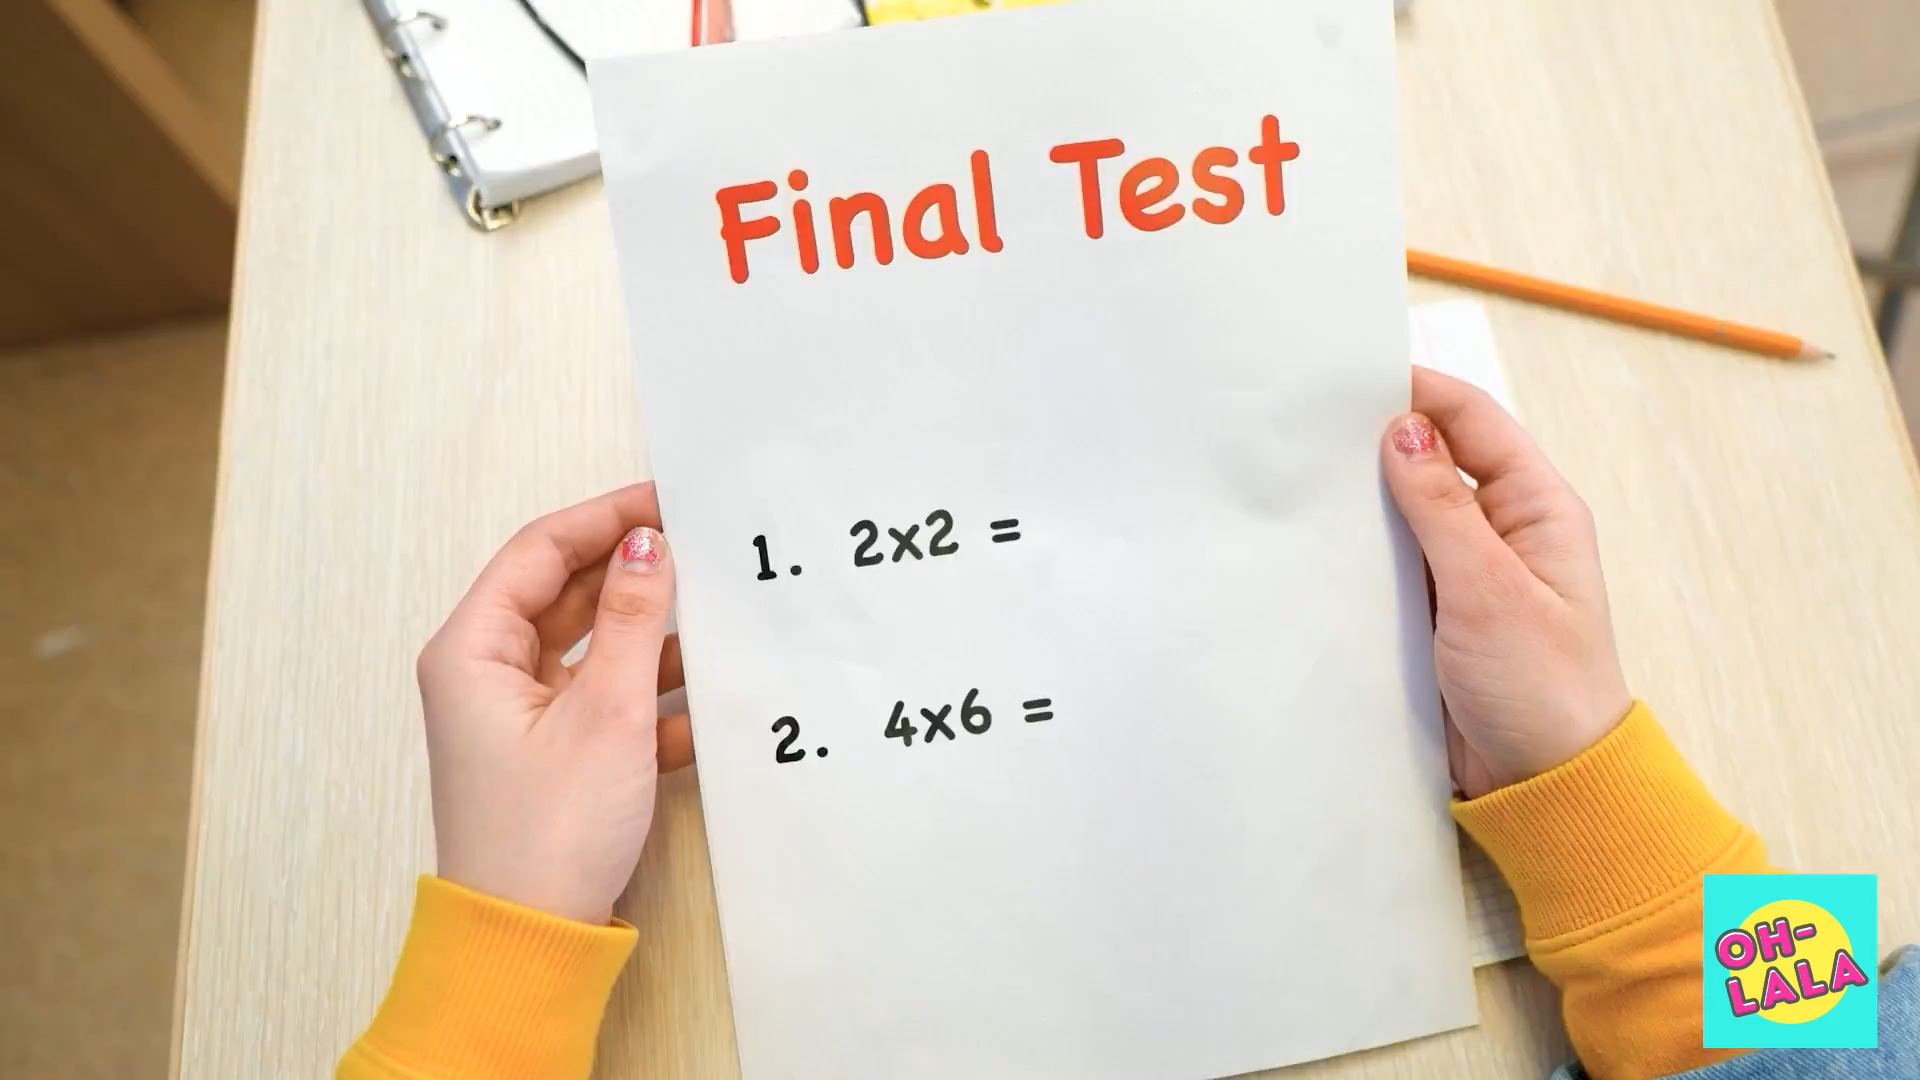 Final Test
1. 2x2 =
2. 4x6 =
OH-
LALA